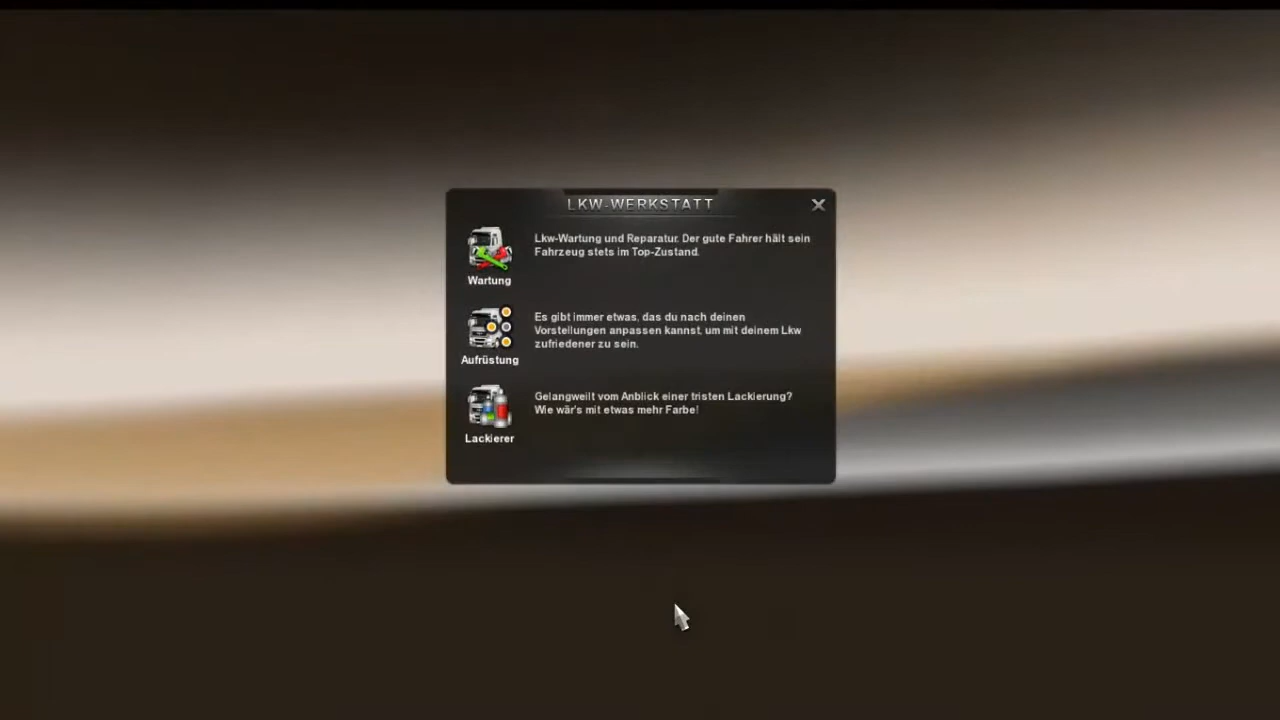 LKW-WERKSTATT
Lkw-Wartung und Reparatur. Der gute Fahrer hält sein
Fahrzeug stets im Top-Zustand.
Wartung
Es gibt immer etwas, das du nach deinen
Vorstellungen anpassen kannst, um mit deinem Lkw
zufriedener zu sein.
Aufrüstung
Gelangweilt vom Anblick einer tristen Lackierung?
Wie wär's mit etwas mehr Farbe!
Lackierer